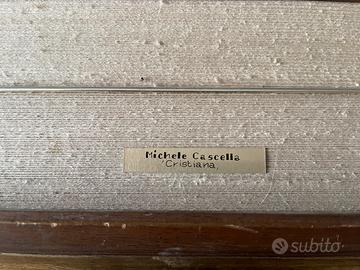 Michele Cascella
'Cristiana,
subito